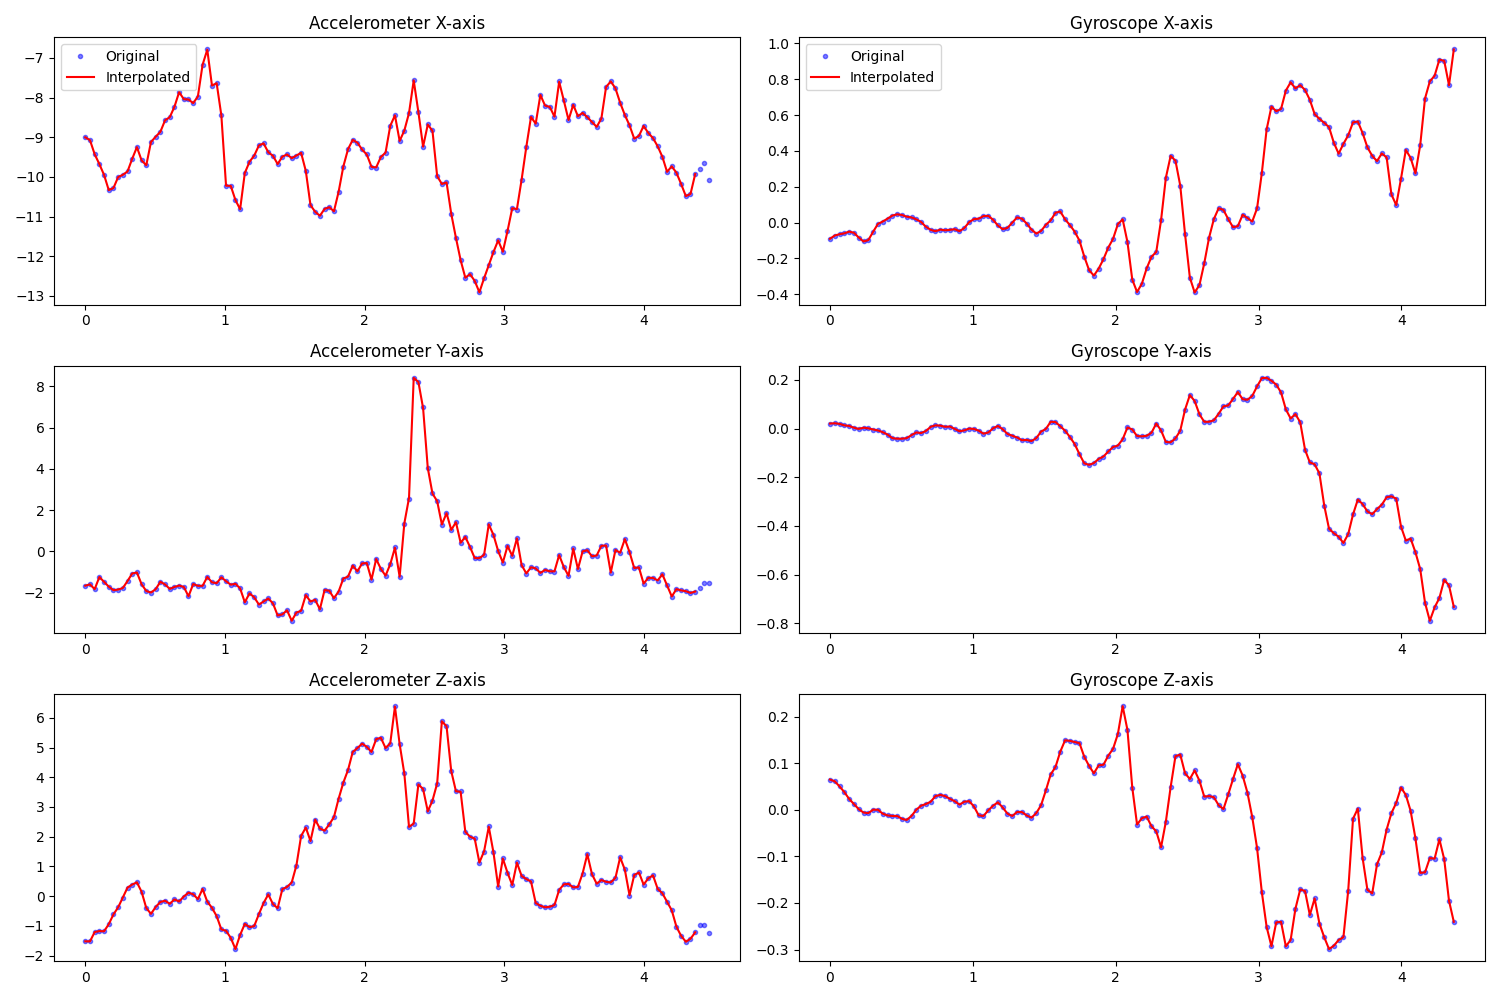 Accelerometer X-axis
Original
Interpolated
−7
−8
−9
−10
−11
−12
−13
0 1 2 3 4
Gyroscope X-axis
Original
Interpolated
1.0
0.8
0.6
0.4
0.2
0.0
−0.2
−0.4
0 1 2 3 4
Accelerometer Y-axis
8
6
4
2
0
−2
0 1 2 3 4
Gyroscope Y-axis
0.2
0.0
−0.2
−0.4
−0.6
−0.8
0 1 2 3 4
Accelerometer Z-axis
6
5
4
3
2
1
0
−1
−2
0 1 2 3 4
Gyroscope Z-axis
0.2
0.1
0.0
−0.1
−0.2
−0.3
0 1 2 3 4